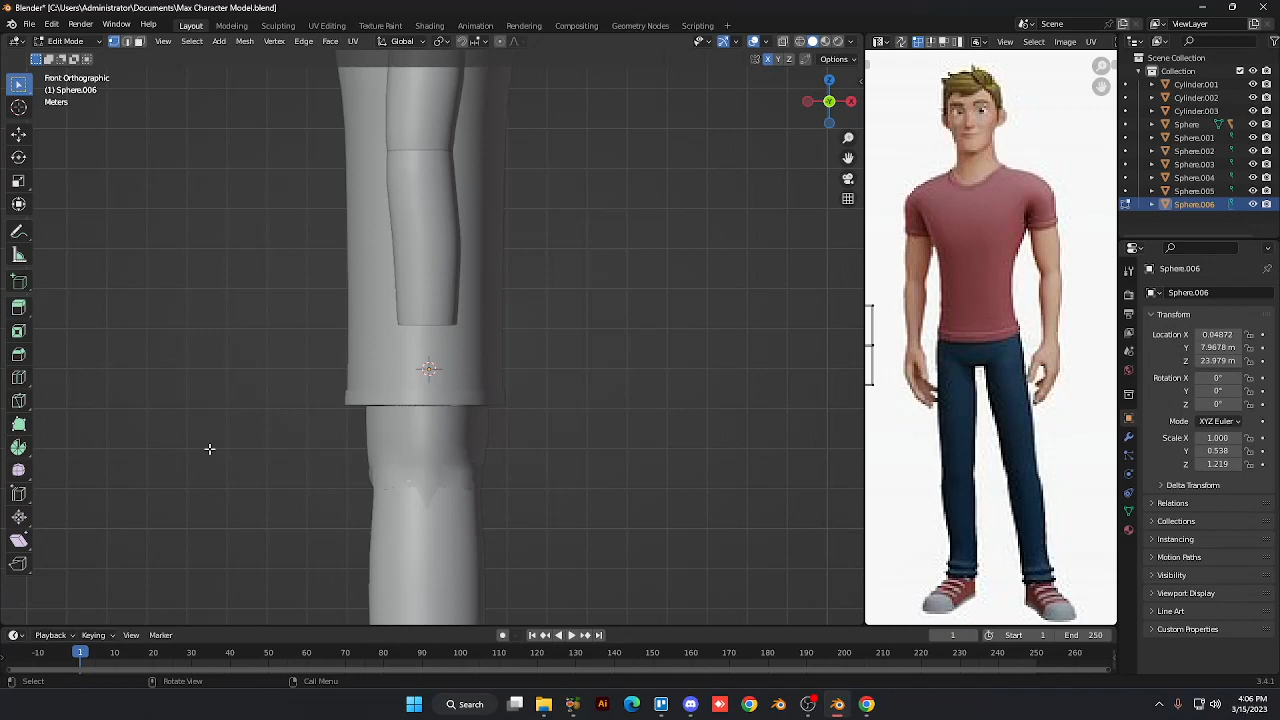 Blender* [C:\Users\Administrator\Documents\Max Character Model.blend]
File Edit Render Window Help Layout Modeling Sculpting UV Editing Texture Paint Shading Animation Rendering Compositing Geometry Nodes Scripting + Scene ViewLayer
Edit Mode View Select Add Mesh Vertex Edge Face UV Global View Select Image UV
X Y Z Options
Front Orthographic
(1) Sphere.006
Meters
Z
Y
X
Scene Collection
Collection
Cylinder.001
Cylinder.002
Cylinder.003
Sphere
Sphere.001
Sphere.002
Sphere.003
Sphere.004
Sphere.005
Sphere.006
Sphere.006
Sphere.006
Transform
Location X 0.04872
Y 7.9678 m
Z 23.979 m
Rotation X 0°
Y 0°
Z 0°
Mode XYZ Euler
Scale X 1.000
Y 0.538
Z 1.219
Delta Transform
Relations
Collections
Instancing
Motion Paths
Visibility
Viewport Display
Line Art
Custom Properties
Playback Keying View Marker 1 Start 1 End 250
-10 1 10 20 30 40 50 60 70 80 90 100 110 120 130 140 150 160 170 180 190 200 210 220 230 240 250 260
Select Rotate View Call Menu 3.4.1
Search 4:06 PM
3/15/2023